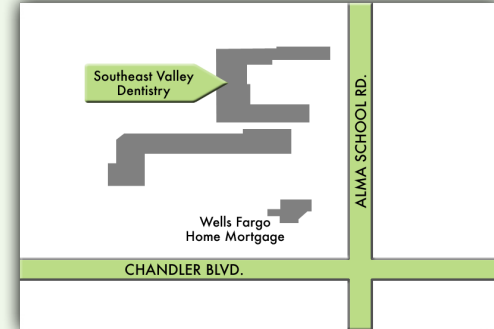 Southeast Valley
Dentistry
ALMA SCHOOL RD.
Wells Fargo
Home Mortgage
CHANDLER BLVD.